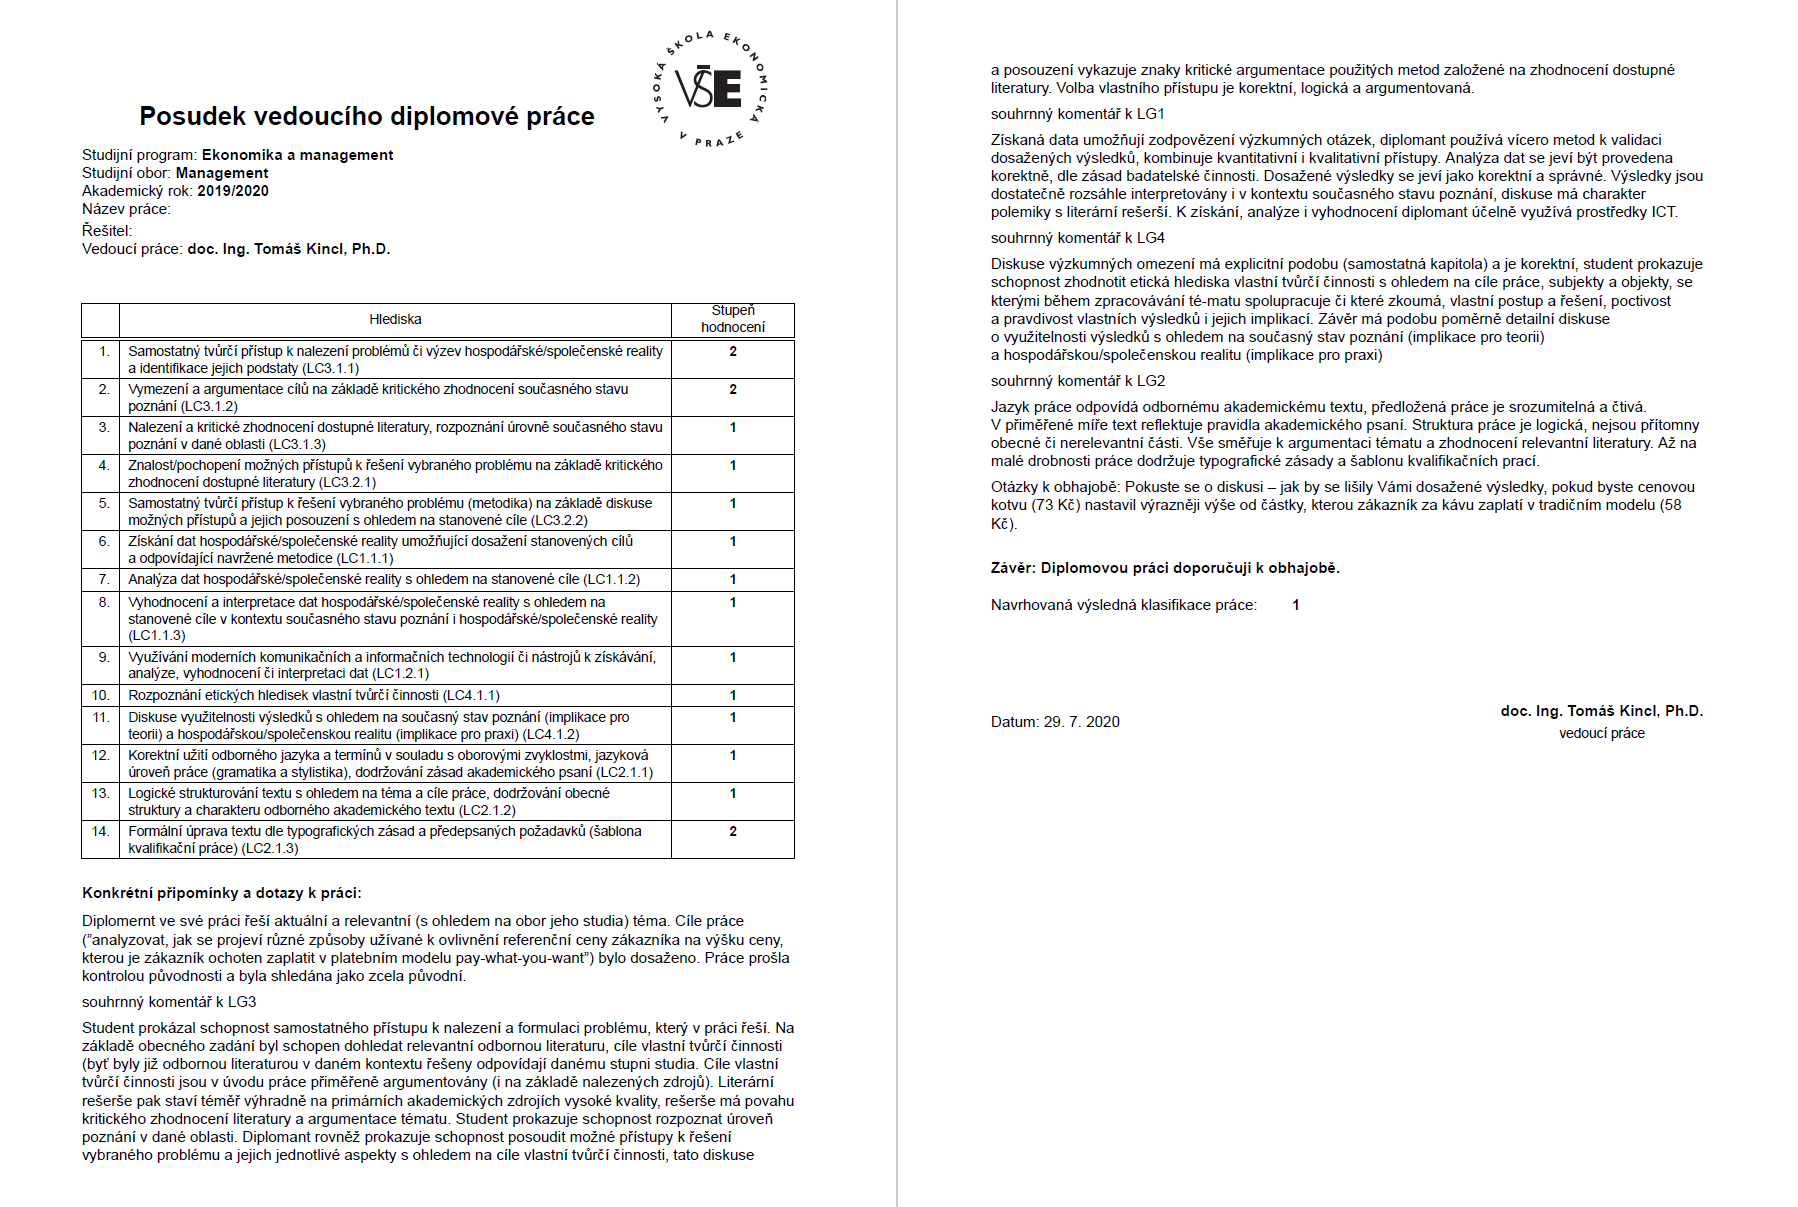 VYSOKÁ ŠKOLA EKONOMICKÁ V PRAZE
VŠE
Posudek vedoucího diplomové práce
Studijní program: Ekonomika a management
Studijní obor: Management
Akademický rok: 2019/2020
Název práce:
Řešitel:
Vedoucí práce: doc. Ing. Tomáš Kincl, Ph.D.
Hlediska
Stupeň
hodnocení
1. Samostatný tvůrčí přístup k nalezení problémů či výzev hospodářské/společenské reality 2
a identifikace jejich podstaty (LC3.1.1)
2. Vymezení a argumentace cílů na základě kritického zhodnocení současného stavu 2
poznání (LC3.1.2)
3. Nalezení a kritické zhodnocení dostupné literatury, rozpoznání úrovně současného stavu 1
poznání v dané oblasti (LC3.1.3)
4. Znalost/pochopení možných přístupů k řešení vybraného problému na základě kritického 1
zhodnocení dostupné literatury (LC3.2.1)
5. Samostatný tvůrčí přístup k řešení vybraného problému (metodika) na základě diskuse 1
možných přístupů a jejich posouzení s ohledem na stanovené cíle (LC3.2.2)
6. Získání dat hospodářské/společenské reality umožňující dosažení stanovených cílů 1
a odpovídající navržené metodice (LC1.1.1)
7. Analýza dat hospodářské/společenské reality s ohledem na stanovené cíle (LC1.1.2) 1
8. Vyhodnocení a interpretace dat hospodářské/společenské reality s ohledem na 1
stanovené cíle v kontextu současného stavu poznání i hospodářské/společenské reality
(LC1.1.3)
9. Využívání moderních komunikačních a informačních technologií či nástrojů k získávání, 1
analýze, vyhodnocení či interpretaci dat (LC1.2.1)
10. Rozpoznání etických hledisek vlastní tvůrčí činnosti (LC4.1.1) 1
11. Diskuse využitelnosti výsledků s ohledem na současný stav poznání (implikace pro 1
teorii) a hospodářskou/společenskou realitu (implikace pro praxi) (LC4.1.2)
12. Korektní užití odborného jazyka a termínů v souladu s oborovými zvyklostmi, jazyková 1
úroveň práce (gramatika a stylistika), dodržování zásad akademického psaní (LC2.1.1)
13. Logické strukturování textu s ohledem na téma a cíle práce, dodržování obecné 1
struktury a charakteru odborného akademického textu (LC2.1.2)
14. Formální úprava textu dle typografických zásad a předepsaných požadavků (šablona 2
kvalifikační práce) (LC2.1.3)
Konkrétní připomínky a dotazy k práci:
Diplomernt ve své práci řeší aktuální a relevantní (s ohledem na obor jeho studia) téma. Cíle práce
(”analyzovat, jak se projeví různé způsoby užívané k ovlivnění referenční ceny zákazníka na výšku ceny,
kterou je zákazník ochoten zaplatit v platebním modelu pay-what-you-want”) bylo dosaženo. Práce prošla
kontrolou původnosti a byla shledána jako zcela původní.
souhrnný komentář k LG3
Student prokázal schopnost samostatného přístupu k nalezení a formulaci problému, který v práci řeší. Na
základě obecného zadání byl schopen dohledat relevantní odbornou literaturu, cíle vlastní tvůrčí činnosti
(byť byly již odbornou literaturou v daném kontextu řešeny odpovídají danému stupni studia. Cíle vlastní
tvůrčí činnosti jsou v úvodu práce přiměřeně argumentovány (i na základě nalezených zdrojů). Literární
rešerše pak staví téměř výhradně na primárních akademických zdrojích vysoké kvality, rešerše má povahu
kritického zhodnocení literatury a argumentace tématu. Student prokazuje schopnost rozpoznat úroveň
poznání v dané oblasti. Diplomant rovněž prokazuje schopnost posoudit možné přístupy k řešení
vybraného problému a jejich jednotlivé aspekty s ohledem na cíle vlastní tvůrčí činnosti, tato diskuse
a posouzení vykazuje znaky kritické argumentace použitých metod založené na zhodnocení dostupné
literatury. Volba vlastního přístupu je korektní, logická a argumentovaná.
souhrnný komentář k LG1
Získaná data umožňují zodpovězení výzkumných otázek, diplomant používá vícero metod k validaci
dosažených výsledků, kombinuje kvantitativní i kvalitativní přístupy. Analýza dat se jeví být provedena
korektně, dle zásad badatelské činnosti. Dosažené výsledky se jeví jako korektní a správné. Výsledky jsou
dostatečně rozsáhle interpretovány i v kontextu současného stavu poznání, diskuse má charakter
polemiky s literární rešerší. K získání, analýze i vyhodnocení diplomant účelně využívá prostředky ICT.
souhrnný komentář k LG4
Diskuse výzkumných omezení má explicitní podobu (samostatná kapitola) a je korektní, student prokazuje
schopnost zhodnotit etická hlediska vlastní tvůrčí činnosti s ohledem na cíle práce, subjekty a objekty, se
kterými během zpracovávání té-matu spolupracuje či které zkoumá, vlastní postup a řešení, poctivost
a pravdivost vlastních výsledků i jejich implikací. Závěr má podobu poměrně detailní diskuse
o využitelnosti výsledků s ohledem na současný stav poznání (implikace pro teorii)
a hospodářskou/společenskou realitu (implikace pro praxi)
souhrnný komentář k LG2
Jazyk práce odpovídá odbornému akademickému textu, předložená práce je srozumitelná a čtivá.
V přiměřené míře text reflektuje pravidla akademického psaní. Struktura práce je logická, nejsou přítomny
obecné či nerelevantní části. Vše směřuje k argumentaci tématu a zhodnocení relevantní literatury. Až na
malé drobnosti práce dodržuje typografické zásady a šablonu kvalifikačních prací.
Otázky k obhajobě: Pokuste se o diskusi – jak by se lišily Vámi dosažené výsledky, pokud byste cenovou
kotvu (73 Kč) nastavil výrazněji výše od částky, kterou zákazník za kávu zaplatí v tradičním modelu (58
Kč).
Závěr: Diplomovou práci doporučuji k obhajobě.
Navrhovaná výsledná klasifikace práce: 1
Datum: 29. 7. 2020
doc. Ing. Tomáš Kincl, Ph.D.
vedoucí práce